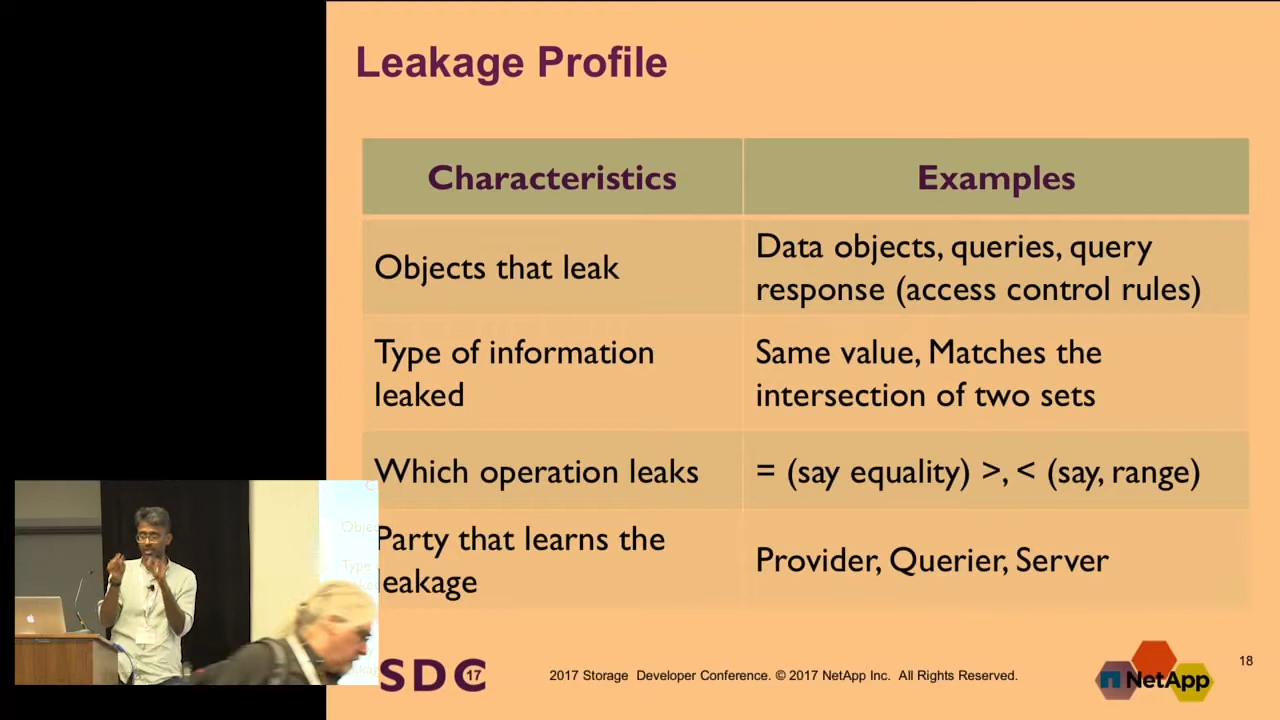 Leakage Profile
Characteristics
Examples
Objects that leak
Data objects, queries, query
response (access control rules)
Type of information
leaked
Same value, Matches the
intersection of two sets
Which operation leaks
= (say equality) >, < (say, range)
Party that learns the
leakage
Provider, Querier, Server
SDC 17
2017 Storage Developer Conference. © 2017 NetApp Inc. All Rights Reserved.
NetApp
18